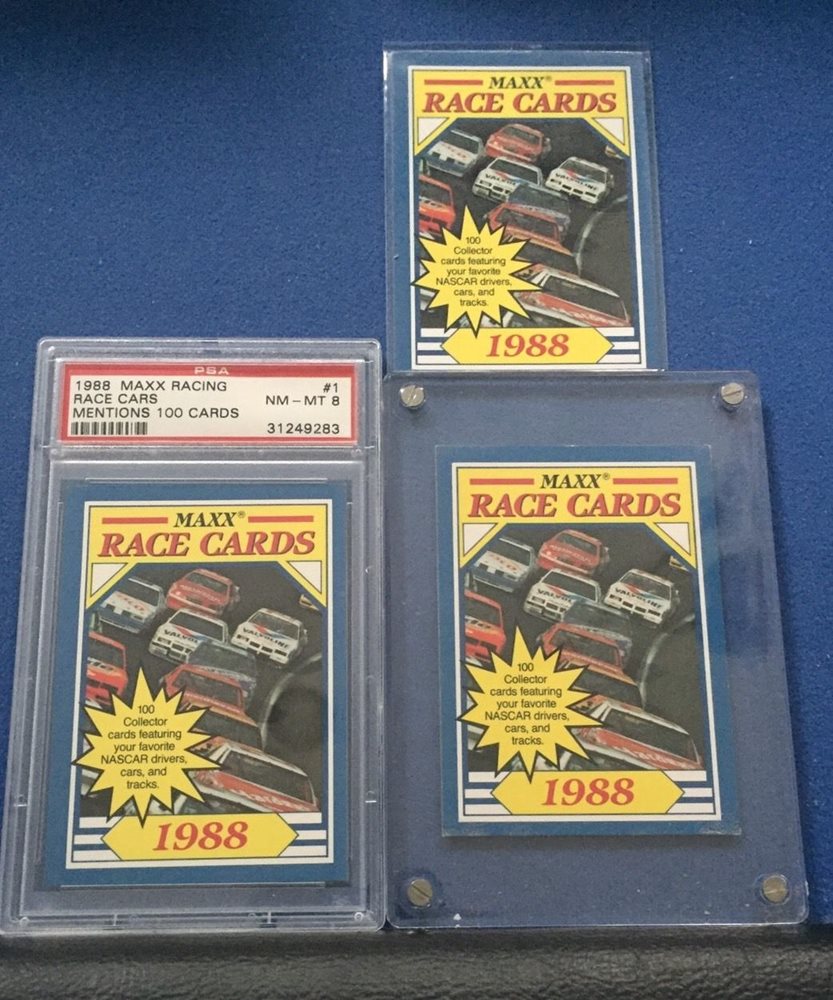 MAXX®
RACE CARDS
VALVOLINE
100
Collector
cards featuring
your favorite
NASCAR drivers,
cars, and
tracks.
1988
PSA
1988 MAXX RACING #1
RACE CARS NM - MT 8
MENTIONS 100 CARDS
31249283
MAXX®
RACE CARDS
VALVOLINE
100
Collector
cards featuring
your favorite
NASCAR drivers,
cars, and
tracks.
1988
MAXX®
RACE CARDS
VALVOLINE
100
Collector
cards featuring
your favorite
NASCAR drivers,
cars, and
tracks.
1988